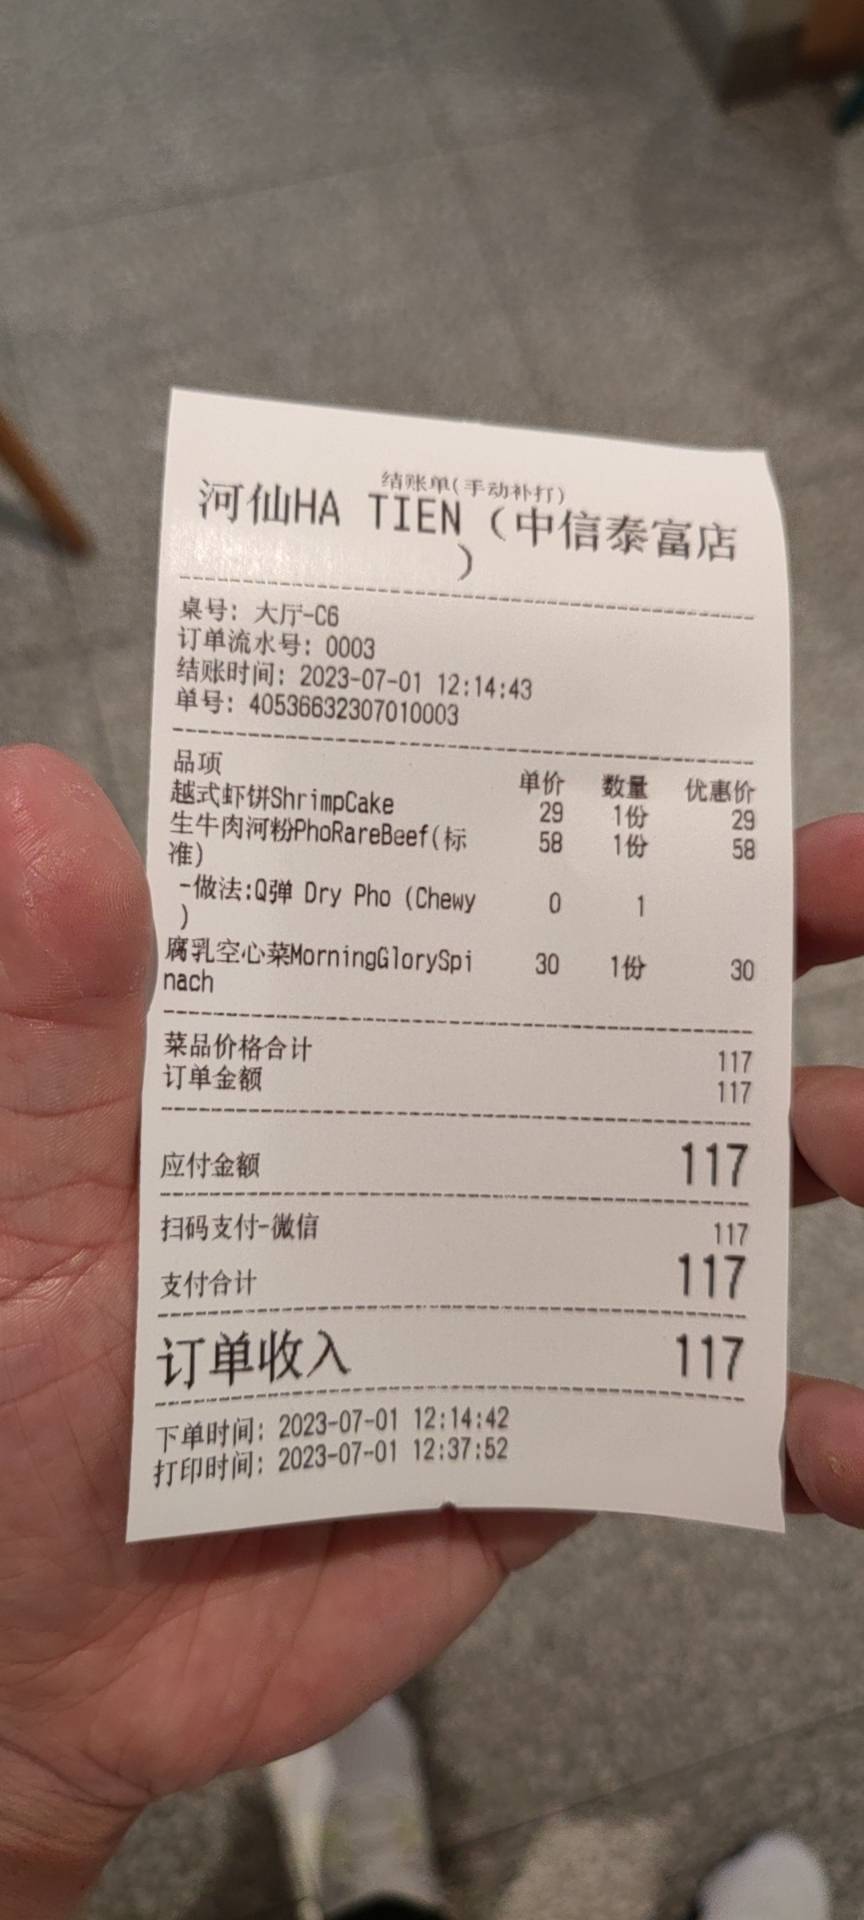 结账单(手动补打)
河仙HA TIEN（中信泰富店
）
桌号: 大厅-C6
订单流水号: 0003
结账时间: 2023-07-01 12:14:43
单号: 40536632307010003
品项 单价 数量 优惠价
越式虾饼ShrimpCake 29 1份 29
生牛肉河粉PhoRareBeef(标 58 1份 58
准)
-做法:Q弹 Dry Pho (Chewy 0 1
)
腐乳空心菜MorningGlorySpi 30 1份 30
nach
菜品价格合计 117
订单金额 117
应付金额 117
扫码支付-微信 117
支付合计 117
订单收入 117
下单时间: 2023-07-01 12:14:42
打印时间: 2023-07-01 12:37:52